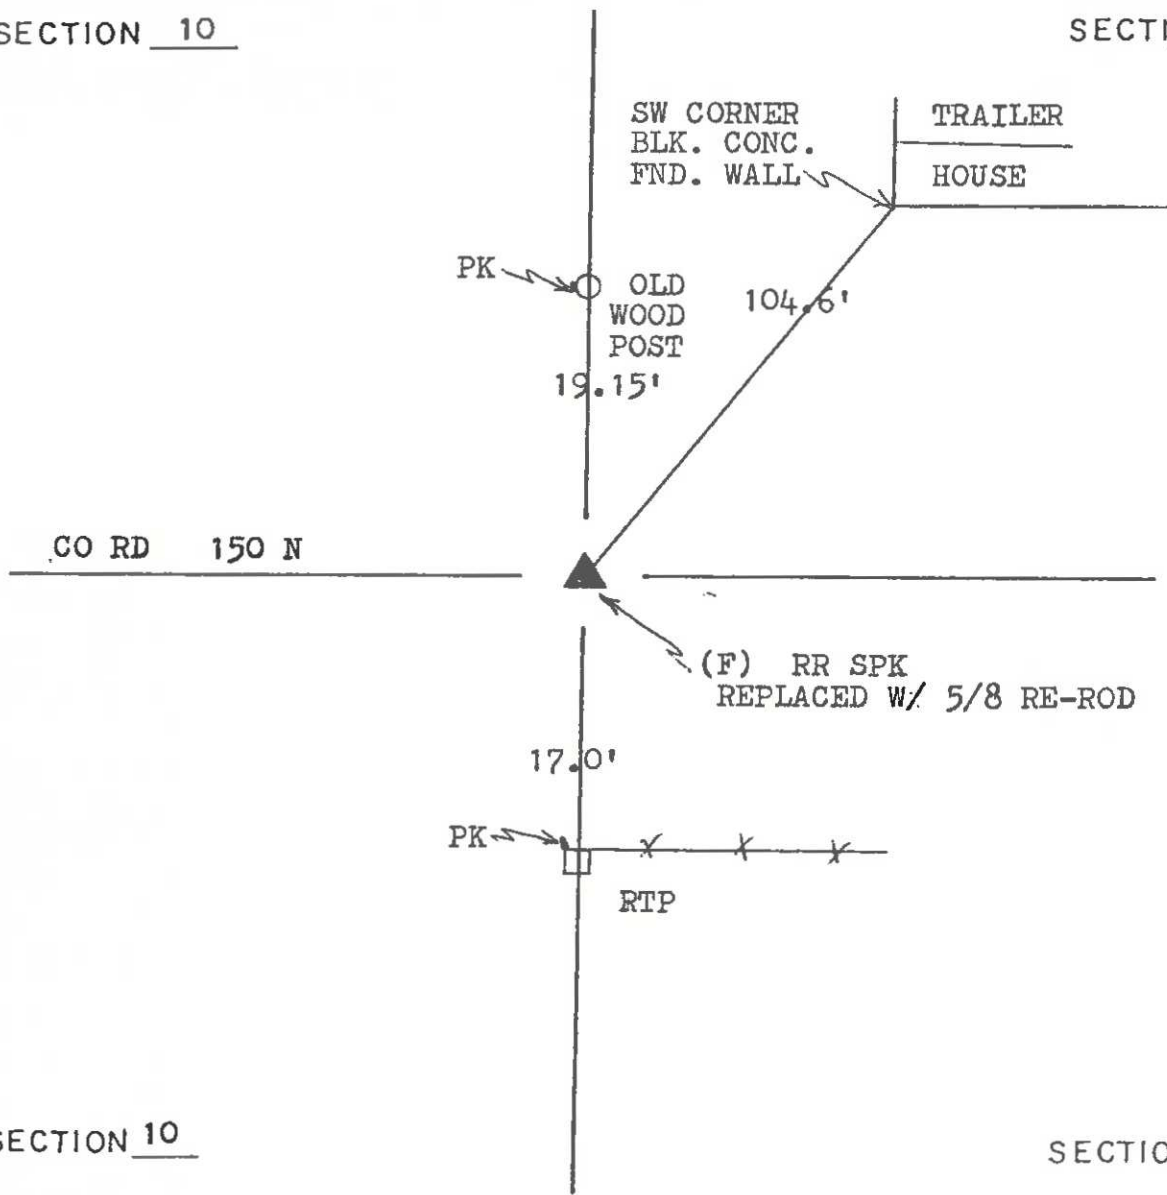 SECTION 10
SW CORNER
BLK. CONC.
FND. WALL
TRAILER
HOUSE
PK
OLD
WOOD
POST
104.6'
19.15'
CO RD 150 N
(F) RR SPK
REPLACED W/ 5/8 RE-ROD
17.0'
PK
RTP
SECTION 10